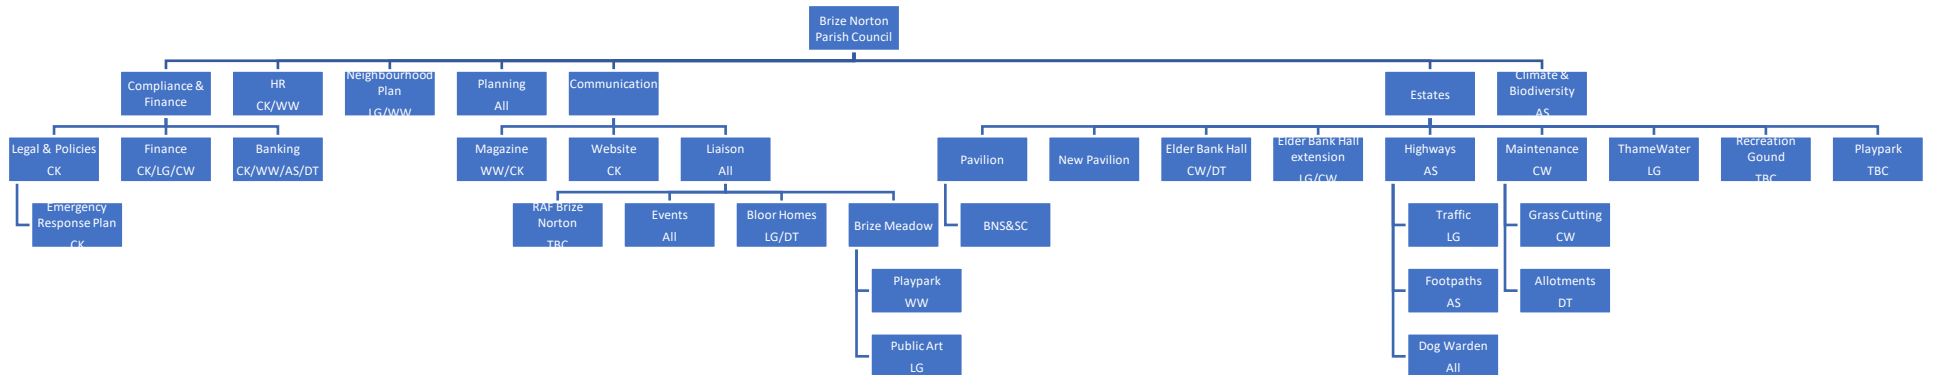 Brize Norton
Parish Council
Compliance &
Finance
HR
CK/WW
Neighbourhood
Plan
LG/WW
Planning
All
Communication
Estates
Climate &
Biodiversity
AS
Legal & Policies
CK
Finance
CK/LG/CW
Banking
CK/WW/AS/DT
Magazine
WW/CK
Website
CK
Liaison
All
Pavilion
New Pavilion
Elder Bank Hall
CW/DT
Elder Bank Hall
extension
LG/CW
Highways
AS
Maintenance
CW
ThameWater
LG
Recreation
Gound
TBC
Playpark
TBC
Emergency
Response Plan
CK
RAF Brize
Norton
TBC
Events
All
Bloor Homes
LG/DT
Brize Meadow
BNS&SC
Traffic
LG
Grass Cutting
CW
Playpark
WW
Footpaths
AS
Allotments
DT
Public Art
LG
Dog Warden
All